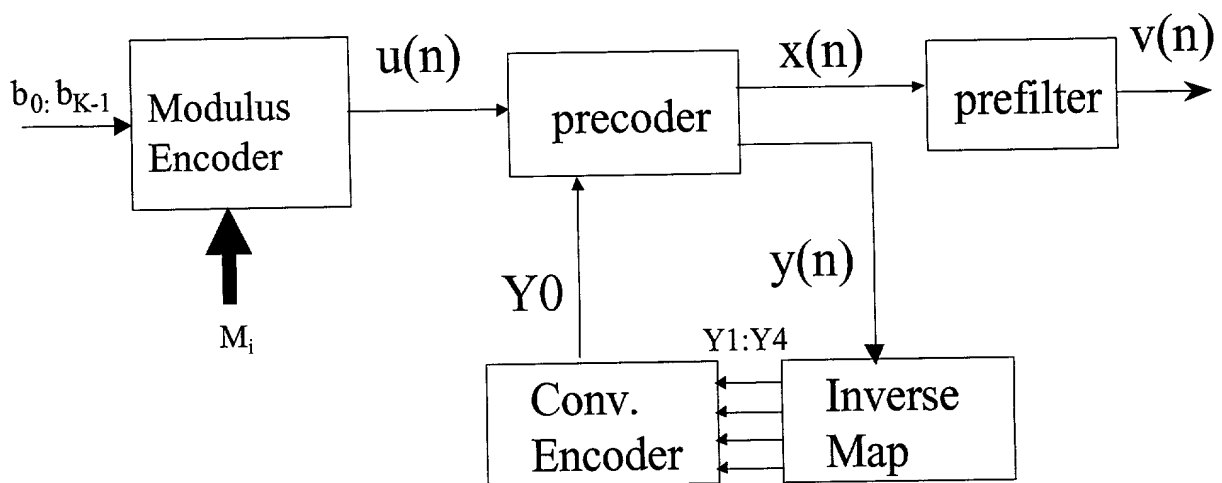 b0: bK-1
Modulus
Encoder
u(n)
precoder
x(n)
prefilter
v(n)
Mi
Y0
y(n)
Y1:Y4
Conv.
Encoder
Inverse
Map